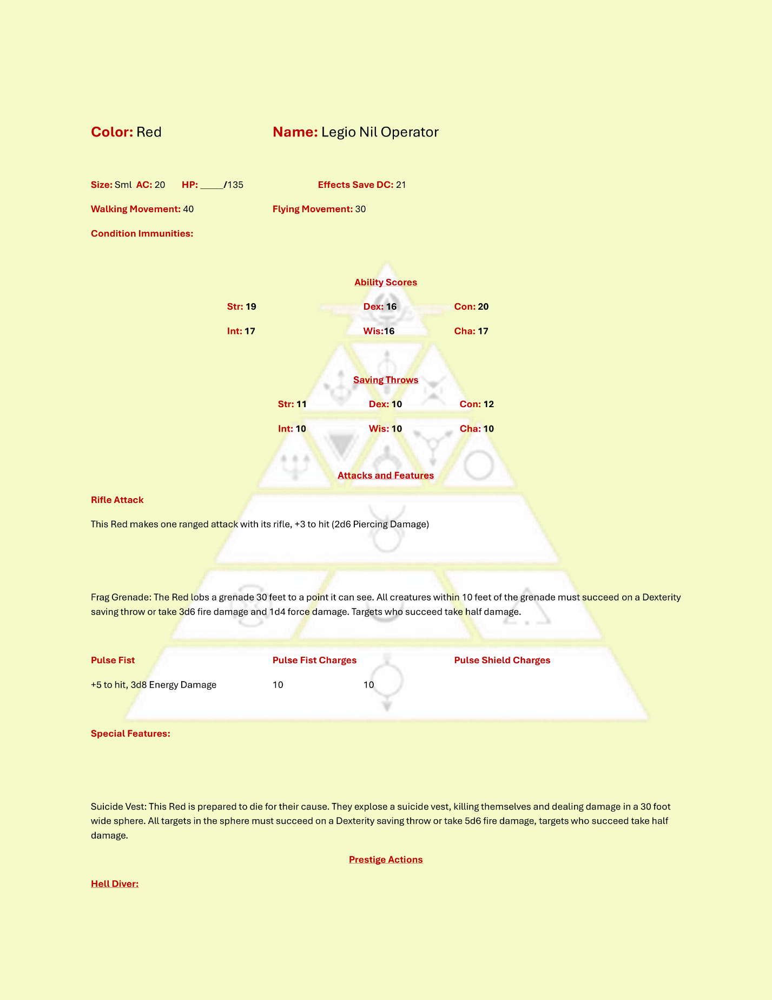 Color: Red Name: Legio Nil Operator
Size: Sml AC: 20 HP: _____/135 Effects Save DC: 21
Walking Movement: 40 Flying Movement: 30
Condition Immunities:
Ability Scores
Str: 19 Dex: 16 Con: 20
Int: 17 Wis:16 Cha: 17
Saving Throws
Str: 11 Dex: 10 Con: 12
Int: 10 Wis: 10 Cha: 10
Attacks and Features
Rifle Attack
This Red makes one ranged attack with its rifle, +3 to hit (2d6 Piercing Damage)
Frag Grenade: The Red lobs a grenade 30 feet to a point it can see. All creatures within 10 feet of the grenade must succeed on a Dexterity
saving throw or take 3d6 fire damage and 1d4 force damage. Targets who succeed take half damage.
Pulse Fist Pulse Fist Charges Pulse Shield Charges
+5 to hit, 3d8 Energy Damage 10 10
Special Features:
Suicide Vest: This Red is prepared to die for their cause. They explose a suicide vest, killing themselves and dealing damage in a 30 foot
wide sphere. All targets in the sphere must succeed on a Dexterity saving throw or take 5d6 fire damage, targets who succeed take half
damage.
Prestige Actions
Hell Diver: